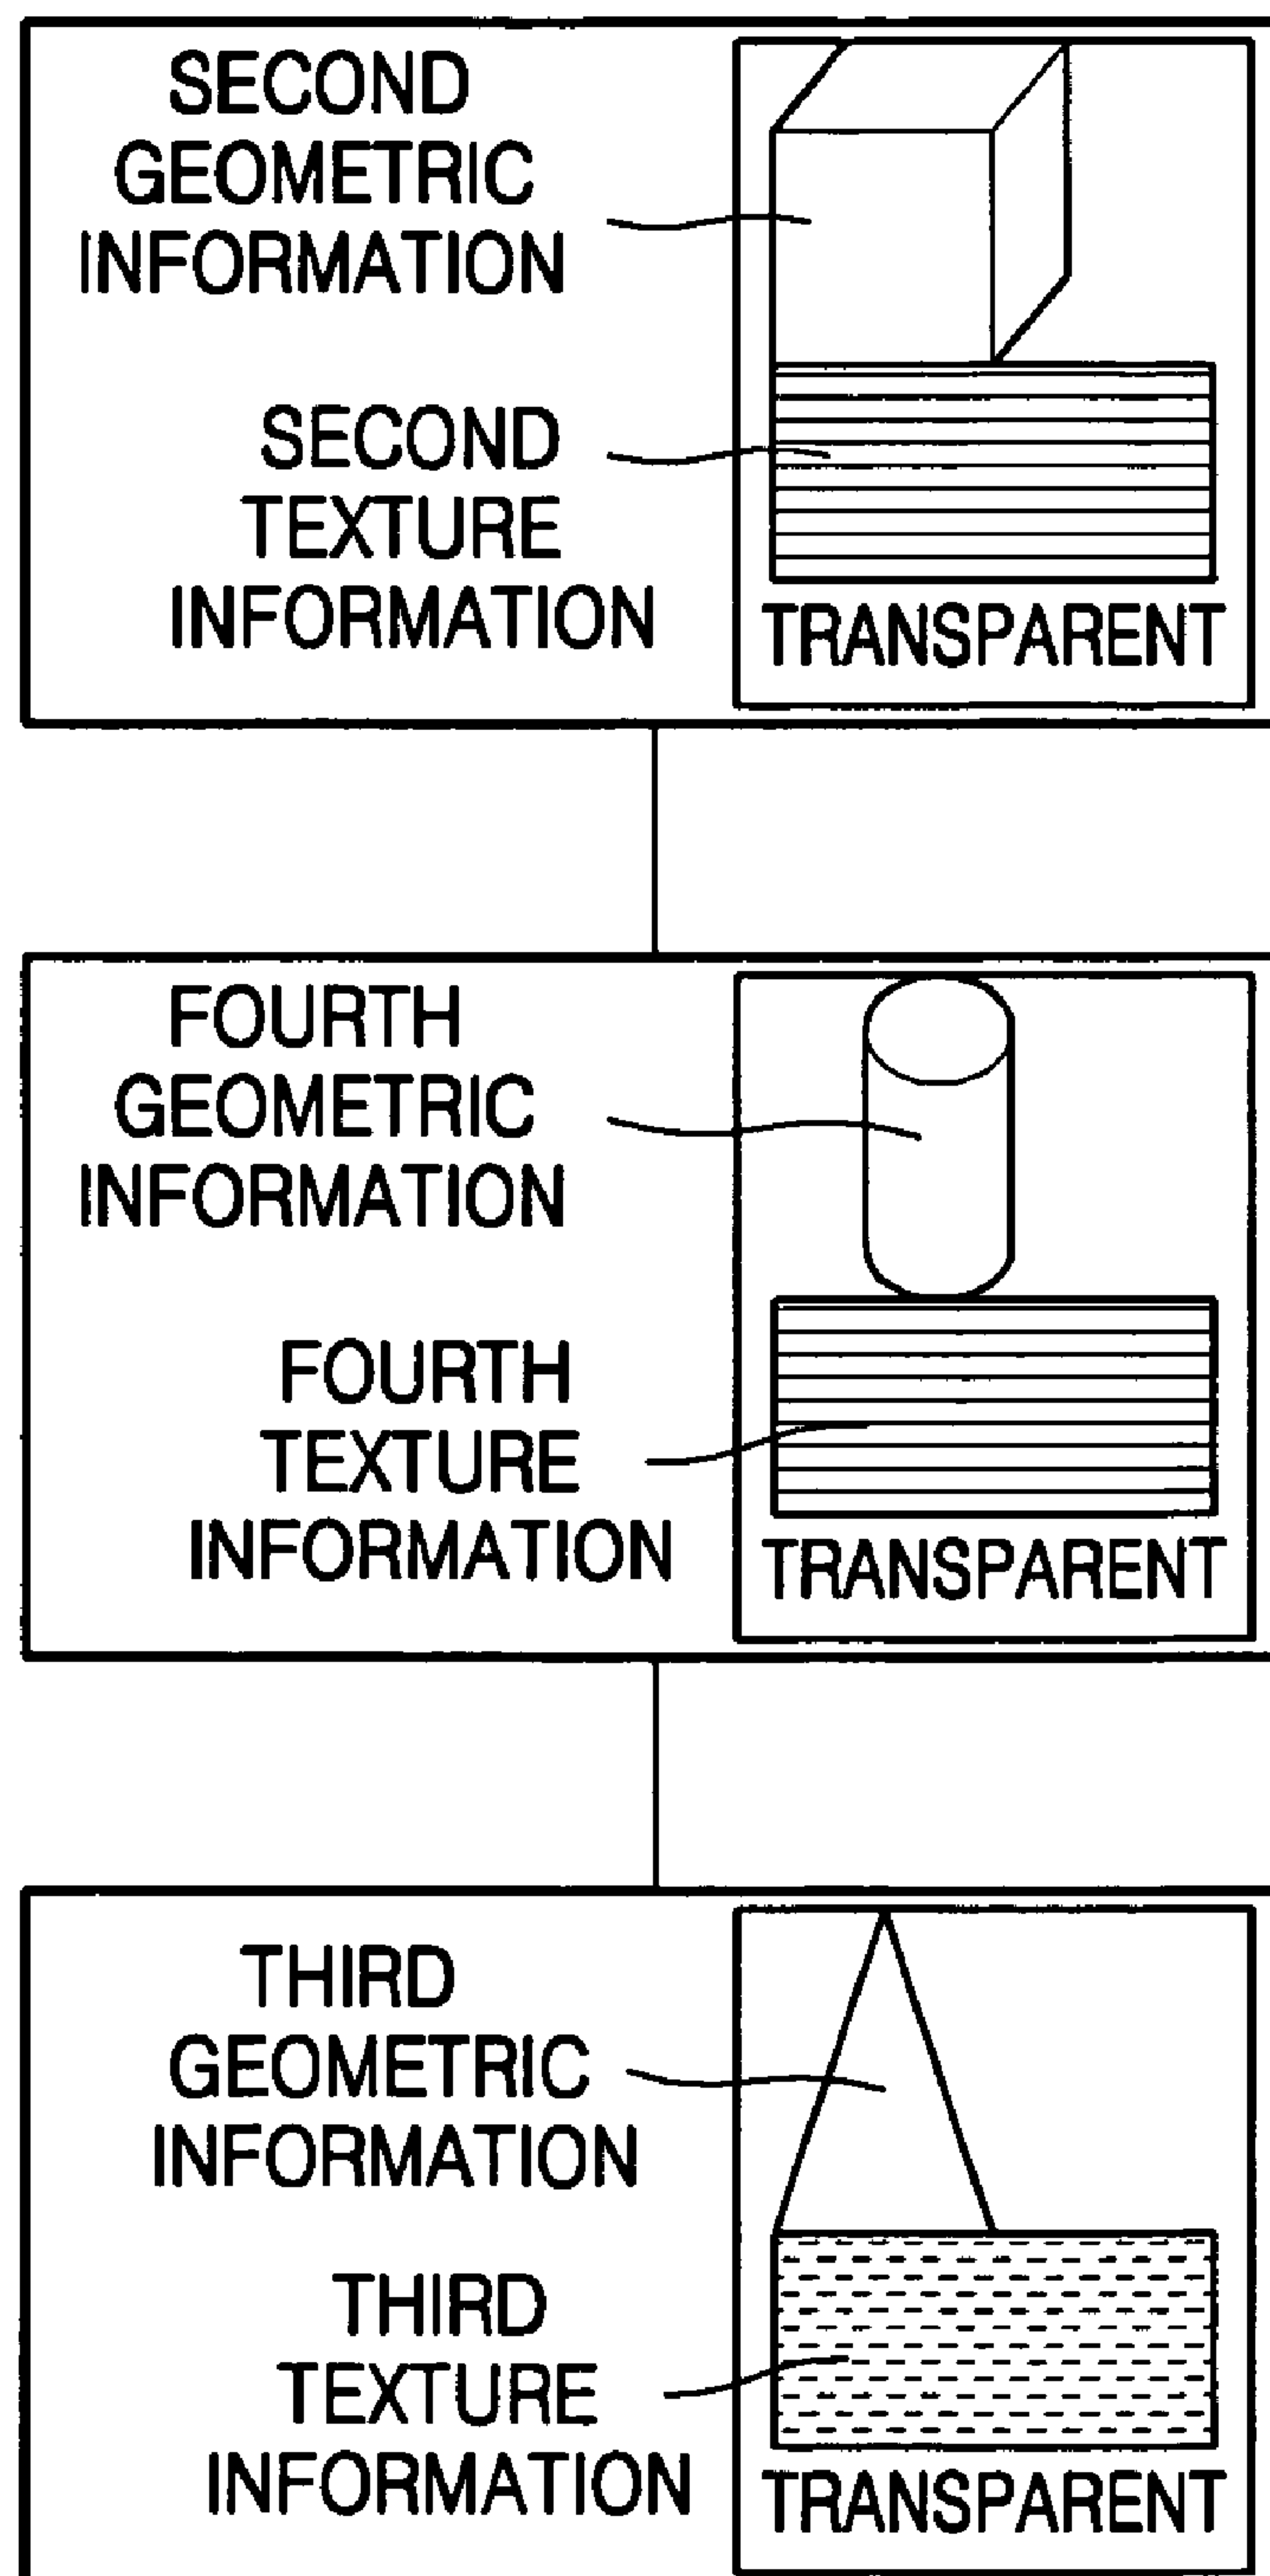 SECOND
GEOMETRIC
INFORMATION
SECOND
TEXTURE
INFORMATION
TRANSPARENT
FOURTH
GEOMETRIC
INFORMATION
FOURTH
TEXTURE
INFORMATION
TRANSPARENT
THIRD
GEOMETRIC
INFORMATION
THIRD
TEXTURE
INFORMATION
TRANSPARENT